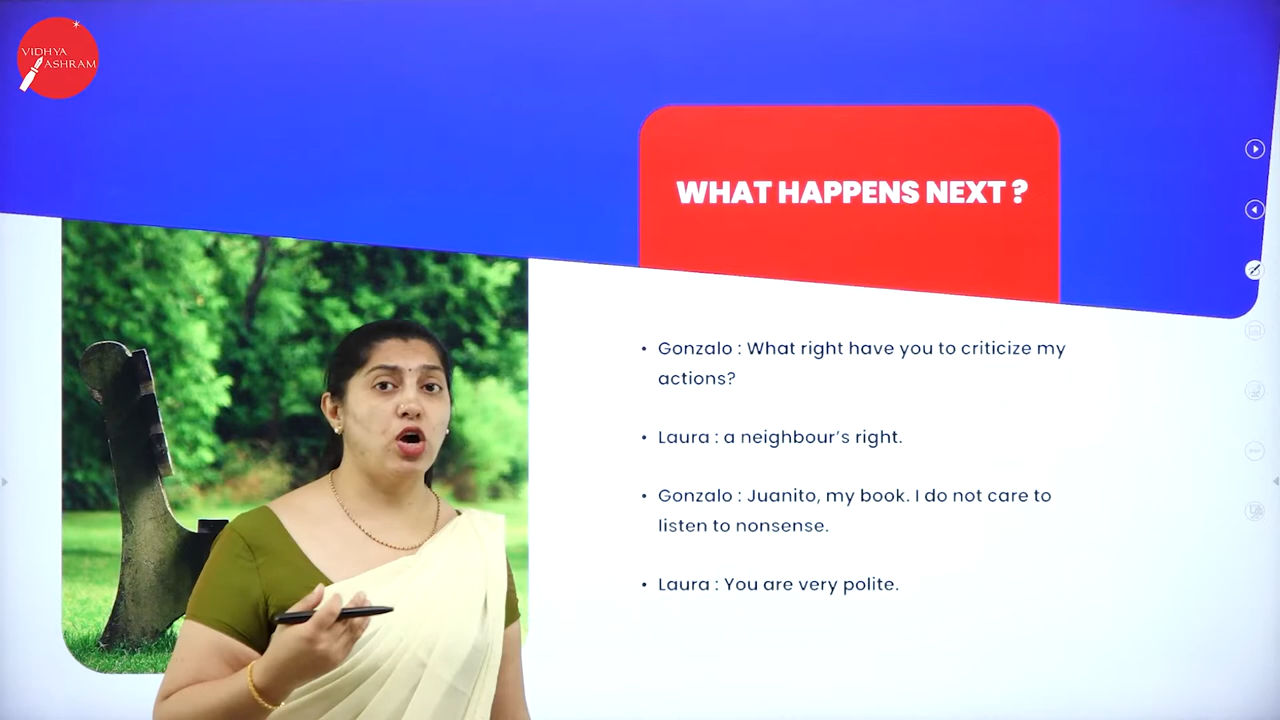 VIDHYA
ASHRAM
WHAT HAPPENS NEXT ?
• Gonzalo : What right have you to criticize my
actions?
• Laura : a neighbour's right.
• Gonzalo : Juanito, my book. I do not care to
listen to nonsense.
• Laura : You are very polite.